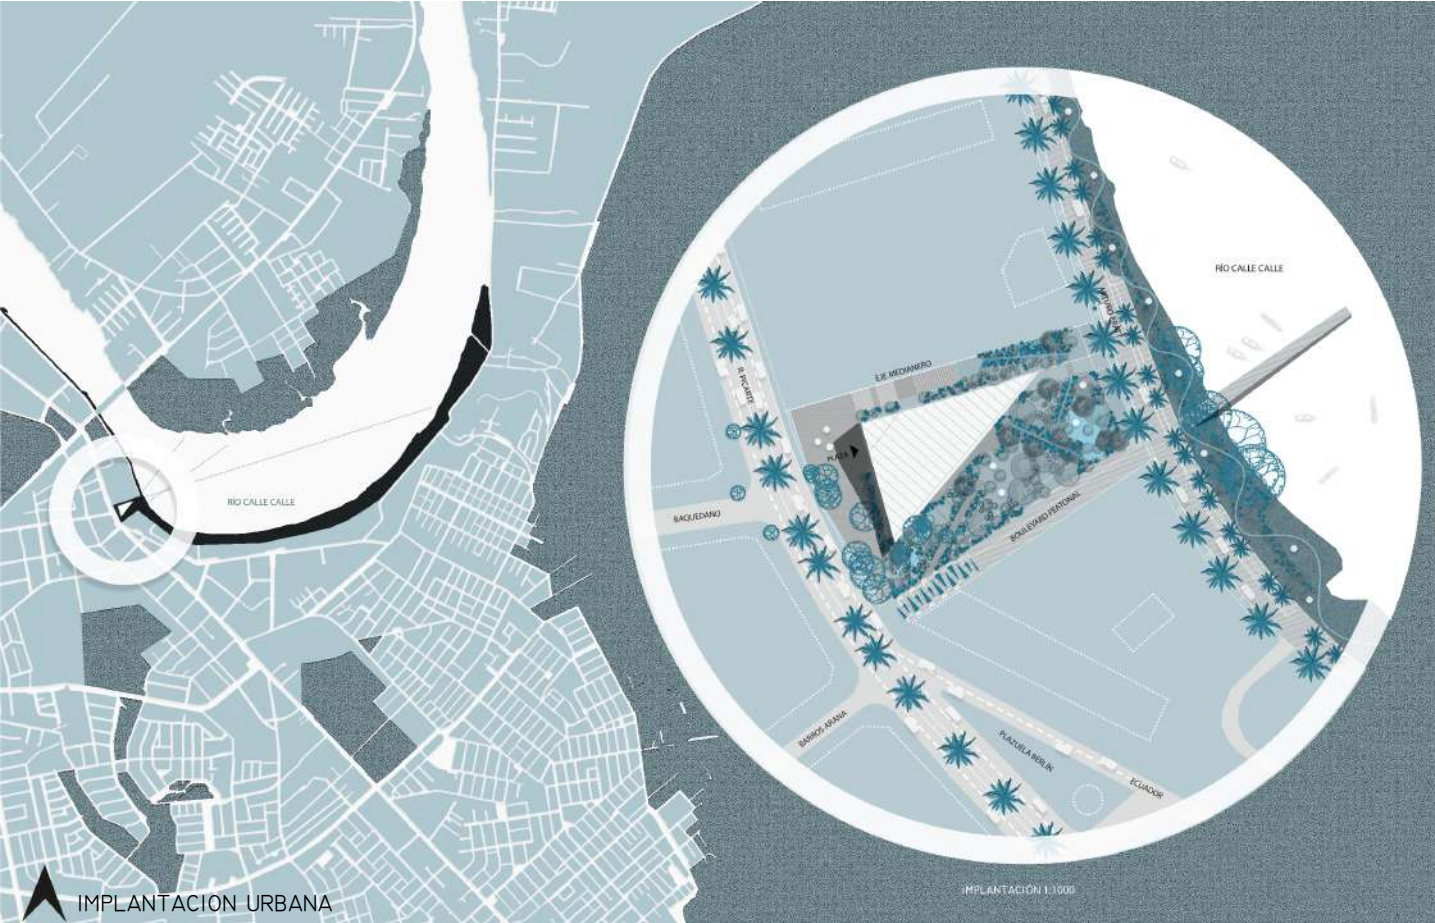 RÍO CALLE CALLE
EJE MEDIANERO
R. PICARTE
PLAZA
BAQUEDANO
BOULEVARD PEATONAL
RÍO CALLE CALLE
BARROS ARANA
PLAZUELA BERLIN
ECUADOR
IMPLANTACIÓN 1:1000
IMPLANTACION URBANA